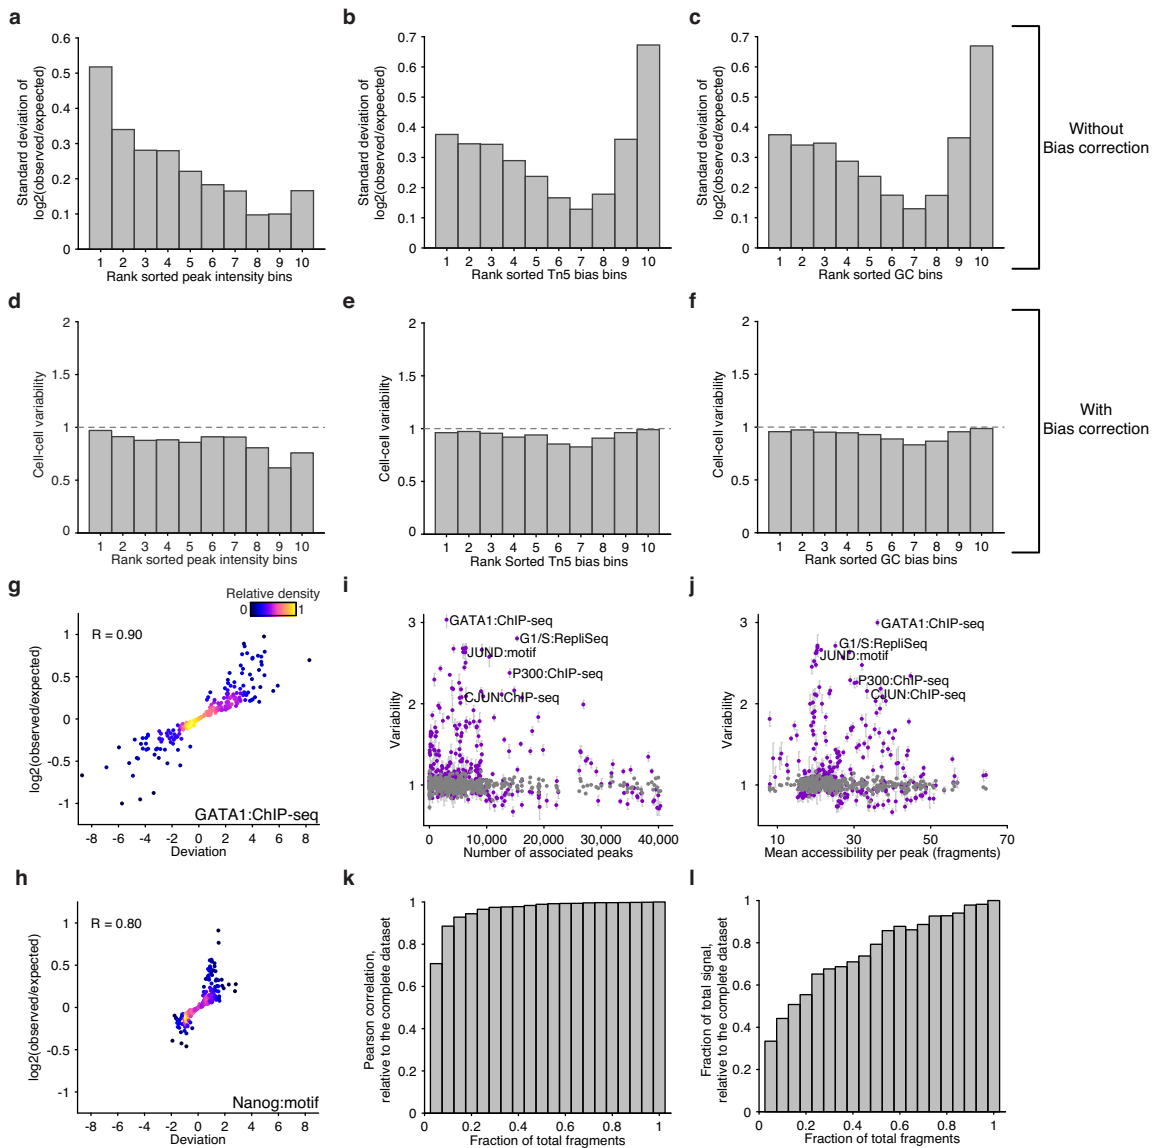 a
Standard deviation of
log2(observed/expeected)
0.6
0.5
0.4
0.3
0.2
0.1
0
1 2 3 4 5 6 7 8 9 10
Rank sorted peak intensity bins
b
Standard deviation of
log2(observed/expeected)
0.7
0.6
0.5
0.4
0.3
0.2
0.1
0
1 2 3 4 5 6 7 8 9 10
Rank sorted Tn5 bias bins
c
Standard deviation of
log2(observed/expeected)
0.7
0.6
0.5
0.4
0.3
0.2
0.1
0
1 2 3 4 5 6 7 8 9 10
Rank sorted GC bins
Without
Bias correction
d
Cell-cell variability
2
1.5
1
0.5
0
1 2 3 4 5 6 7 8 9 10
Rank sorted peak intensity bins
e
Cell-cell variability
2
1.5
1
0.5
0
1 2 3 4 5 6 7 8 9 10
Rank Sorted Tn5 bias bins
f
Cell-cell variability
2
1.5
1
0.5
0
1 2 3 4 5 6 7 8 9 10
Rank sorted GC bias bins
With
Bias correction
g
Relative density
0 1
R = 0.90
log2(observed/expected)
1
0.5
0
-0.5
-1
GATA1:ChIP-seq
-8 -6 -4 -2 0 2 4 6 8
Deviation
i
Variability
3
2
1
GATA1:ChIP-seq
G1/S:RepliSeq
JUND:motif
P300:ChIP-seq
CJUN:ChIP-seq
0 10,000 20,000 30,000 40,000
Number of associated peaks
j
Variability
3
2
1
GATA1:ChIP-seq
G1/S:RepliSeq
JUND:motif
P300:ChIP-seq
CJUN:ChIP-seq
10 30 50 70
Mean accessibility per peak (fragments)
h
R = 0.80
log2(observed/expected)
1
0.5
0
-0.5
-1
Nanog:motif
-8 -6 -4 -2 0 2 4 6 8
Deviation
k
Pearson correlation,
relative to the complete dataset
1
0.8
0.6
0.4
0.2
0
0 0.2 0.4 0.6 0.8 1
Fraction of total fragments
l
Fraction of total signal,
relative to the complete dataset
1
0.8
0.6
0.4
0.2
0
0 0.2 0.4 0.6 0.8 1
Fraction of total fragments